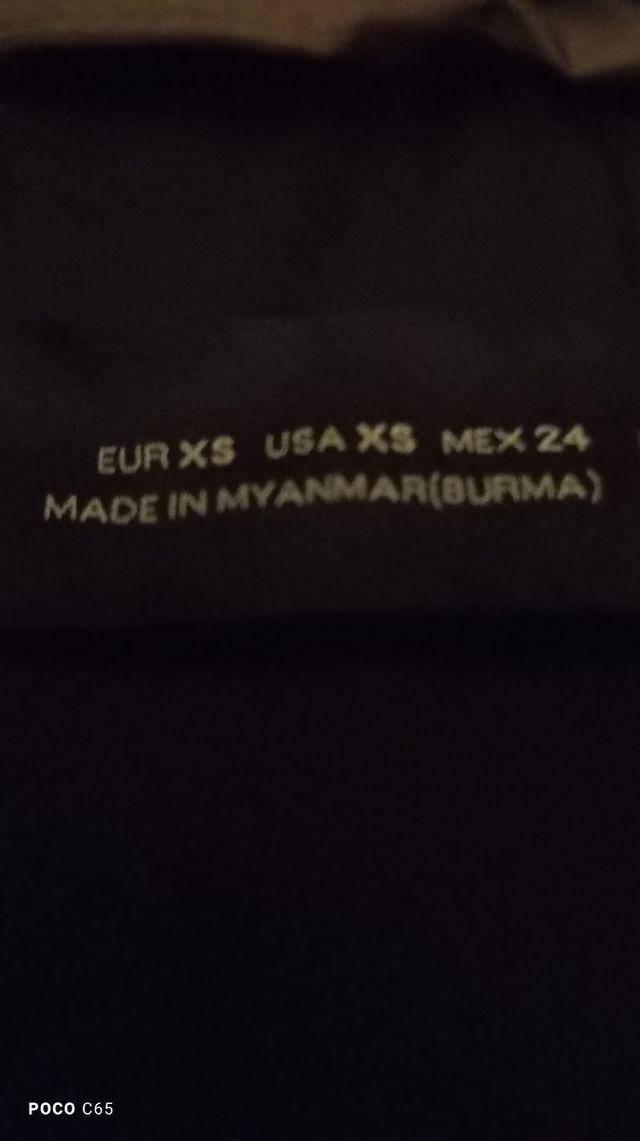 EUR XS USA XS MEX 24
MADE IN MYANMAR(BURMA)
POCO C65